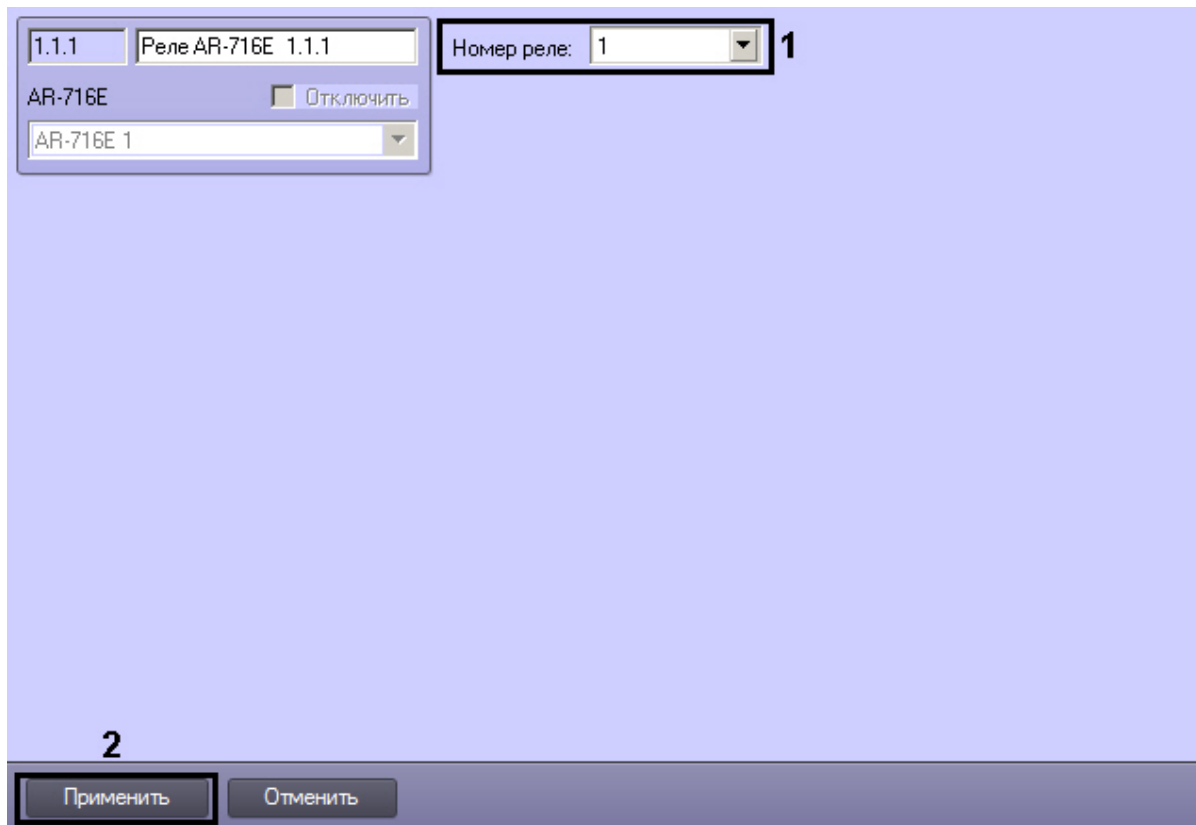 1.1.1 Реле AR-716E 1.1.1 Номер реле: 1 1
AR-716E Отключить
AR-716E 1
2
Применить Отменить